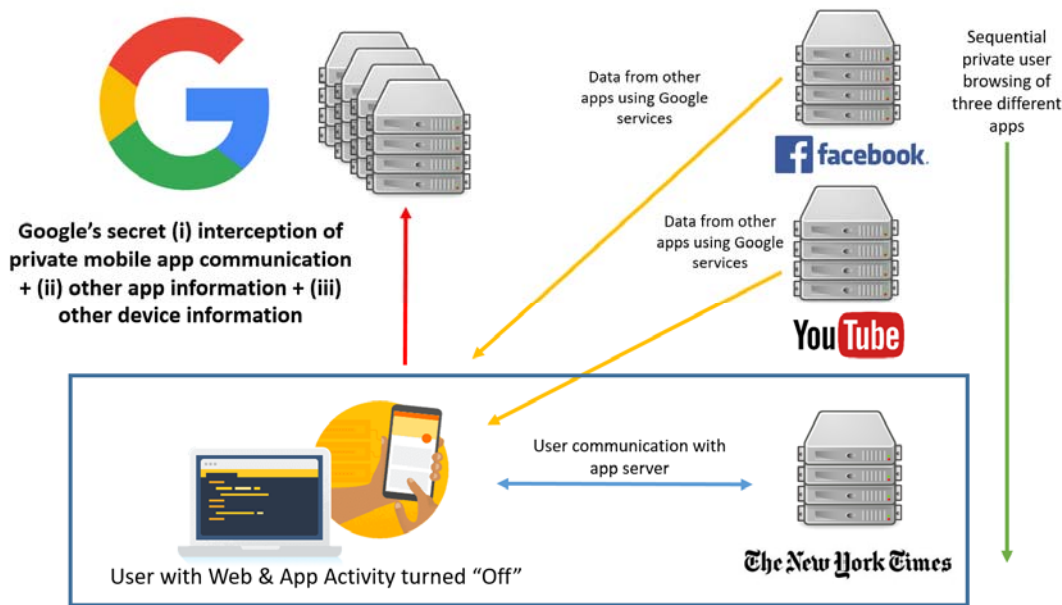 Google's secret (i) interception of
private mobile app communication
+ (ii) other app information + (iii)
other device information
Data from other
apps using Google
services
facebook.
Sequential
private user
browsing of
three different
apps
Data from other
apps using Google
services
YouTube
User communication with
app server
User with Web & App Activity turned "Off"
The New York Times